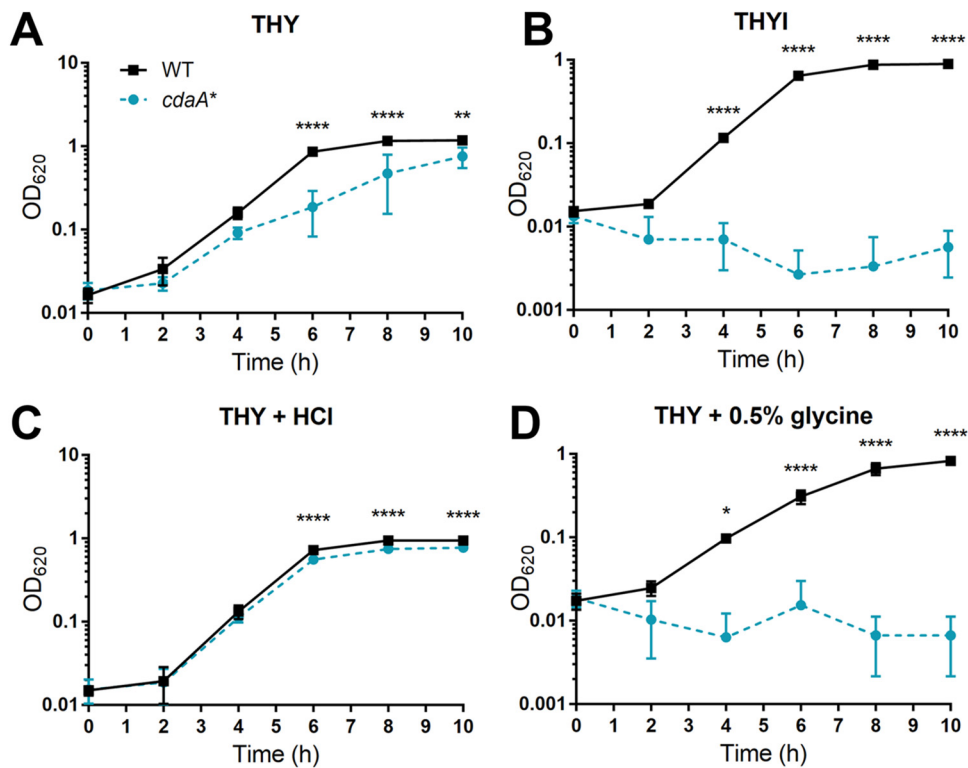 A
THY
WT
cdaA*
**** **** **
10
1
0.1
0.01
OD620
0 1 2 3 4 5 6 7 8 9 10
Time (h)
B
THYI
**** **** **** ****
1
0.1
0.01
0.001
OD620
0 1 2 3 4 5 6 7 8 9 10
Time (h)
C
THY + HCl
**** **** ****
10
1
0.1
0.01
OD620
0 1 2 3 4 5 6 7 8 9 10
Time (h)
D
THY + 0.5% glycine
* **** **** ****
1
0.1
0.01
0.001
OD620
0 1 2 3 4 5 6 7 8 9 10
Time (h)